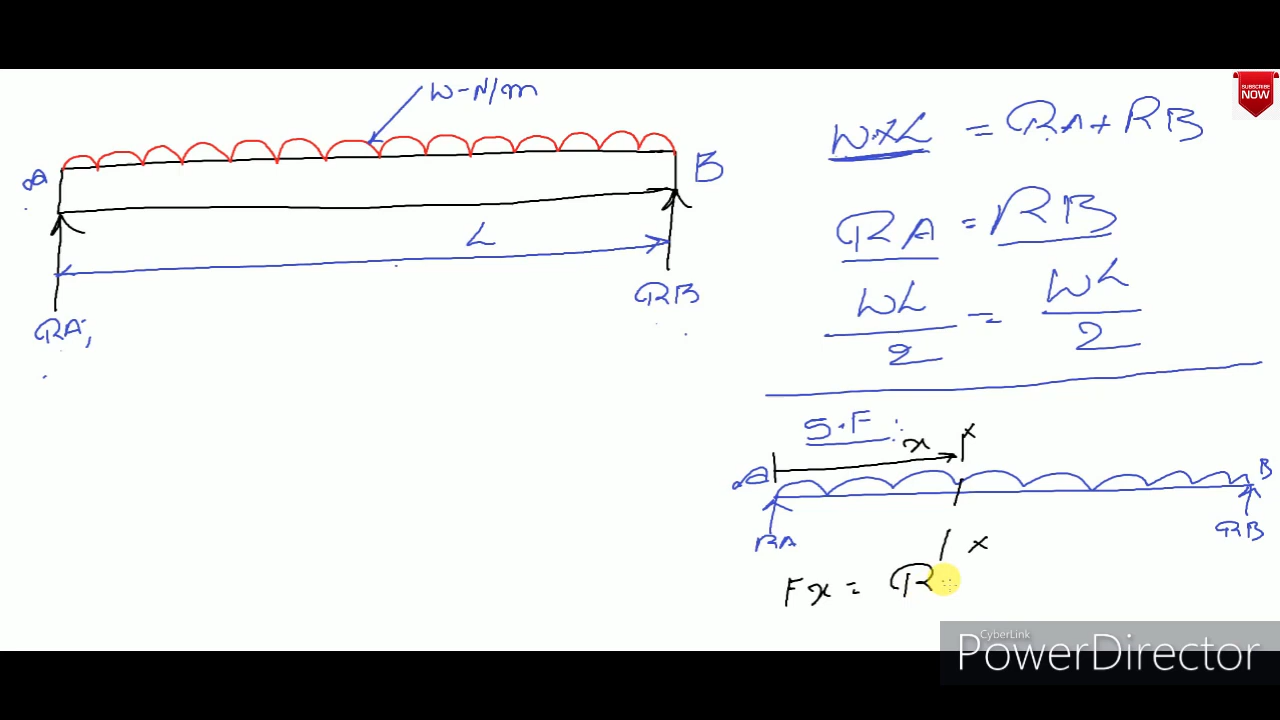 W-N/m
A
B
L
RA,
RB
W×L = RA+RB
RA = RB
WL/2 = WL/2
S.F:
x
x
A
B
RA
RB
x
Fx = R
SUBSCRIBE
NOW
CyberLink
PowerDirector